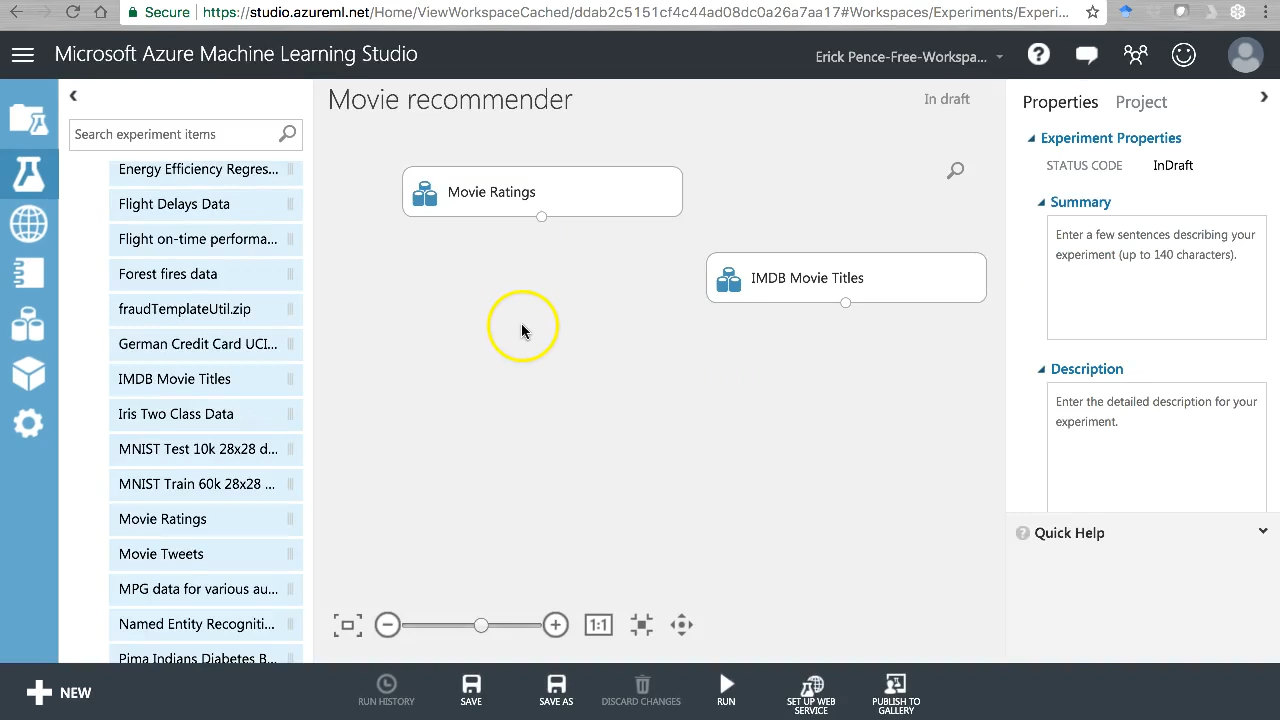 Secure
https://studio.azureml.net/Home/ViewWorkspaceCached/ddab2c5151cf4c44ad08dc0a26a7aa17#Workspaces/Experiments/Experi...
Microsoft Azure Machine Learning Studio
Erick Pence-Free-Workspa...
Search experiment items
Energy Efficiency Regres...
Flight Delays Data
Flight on-time performa...
Forest fires data
fraudTemplateUtil.zip
German Credit Card UCI...
IMDB Movie Titles
Iris Two Class Data
MNIST Test 10k 28x28 d...
MNIST Train 60k 28x28 ...
Movie Ratings
Movie Tweets
MPG data for various au...
Named Entity Recogniti...
Pima Indians Diabetes B...
Movie recommender
In draft
Movie Ratings
IMDB Movie Titles
1:1
Properties
Project
Experiment Properties
STATUS CODE
InDraft
Summary
Enter a few sentences describing your
experiment (up to 140 characters).
Description
Enter the detailed description for your
experiment.
Quick Help
NEW
RUN HISTORY
SAVE
SAVE AS
DISCARD CHANGES
RUN
SET UP WEB
SERVICE
PUBLISH TO
GALLERY